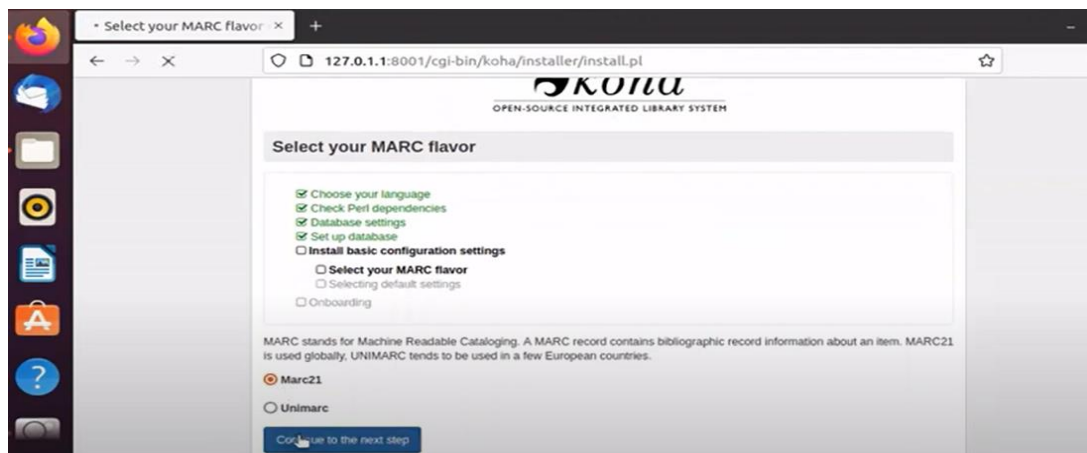 Select your MARC flavor
127.0.1.1:8001/cgi-bin/koha/installer/install.pl
koha
OPEN-SOURCE INTEGRATED LIBRARY SYSTEM
Select your MARC flavor
Choose your language
Check Perl dependencies
Database settings
Set up database
Install basic configuration settings
Select your MARC flavor
Selecting default settings
Onboarding
MARC stands for Machine Readable Cataloging. A MARC record contains bibliographic record information about an item. MARC21
is used globally, UNIMARC tends to be used in a few European countries.
Marc21
Unimarc
Continue to the next step